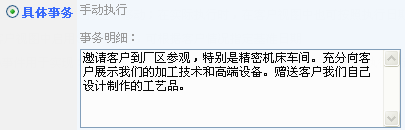 具体事务
手动执行
事务明细：
邀请客户到厂区参观，特别是精密机床车间。充分向客
户展示我们的加工技术和高端设备。赠送客户我们自己
设计制作的工艺品。